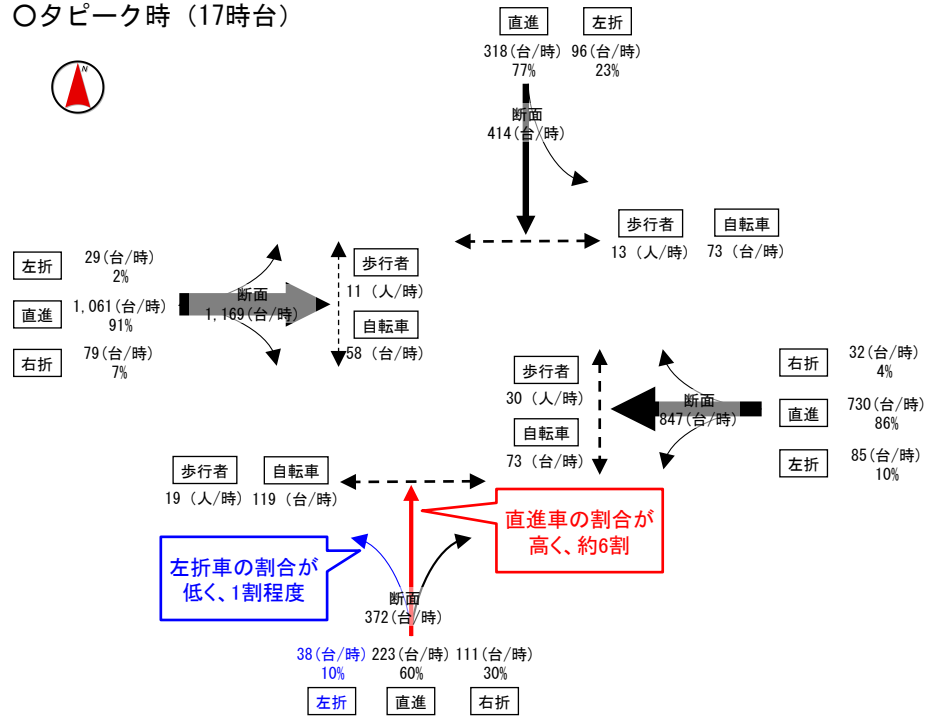 〇タピーク時（17時台）
N
直進 左折
318(台/時) 96(台/時)
77% 23%
断面
414(台/時)
歩行者 自転車
13（人/時） 73（台/時）
左折 29(台/時)
2%
直進 1,061(台/時)
91%
右折 79(台/時)
7%
断面
1,169(台/時)
歩行者
11（人/時）
自転車
58（台/時）
歩行者
30（人/時）
自転車
73（台/時）
断面
847(台/時)
右折 32(台/時)
4%
直進 730(台/時)
86%
左折 85(台/時)
10%
歩行者 自転車
19（人/時） 119（台/時）
直進車の割合が
高く、約6割
左折車の割合が
低く、1割程度
断面
372(台/時)
38(台/時) 223(台/時) 111(台/時)
10% 60% 30%
左折 直進 右折